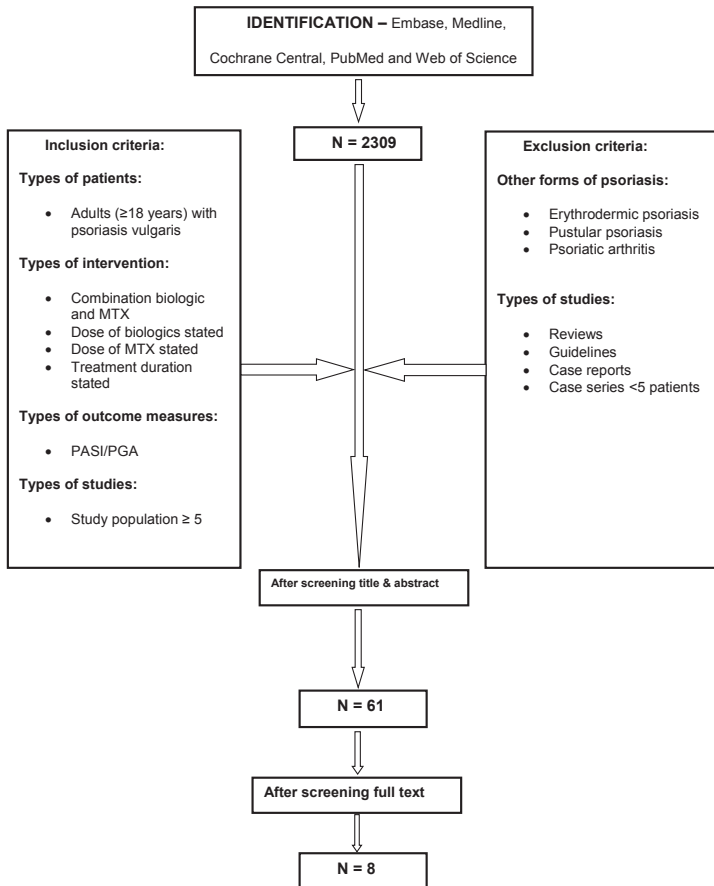 IDENTIFICATION – Embase, Medline,
Cochrane Central, PubMed and Web of Science
N = 2309
Inclusion criteria:
Types of patients:
• Adults (≥18 years) with
psoriasis vulgaris
Types of intervention:
• Combination biologic
and MTX
• Dose of biologics stated
• Dose of MTX stated
• Treatment duration
stated
Types of outcome measures:
• PASI/PGA
Types of studies:
• Study population ≥ 5
Exclusion criteria:
Other forms of psoriasis:
• Erythrodermic psoriasis
• Pustular psoriasis
• Psoriatic arthritis
Types of studies:
• Reviews
• Guidelines
• Case reports
• Case series <5 patients
After screening title & abstract
N = 61
After screening full text
N = 8